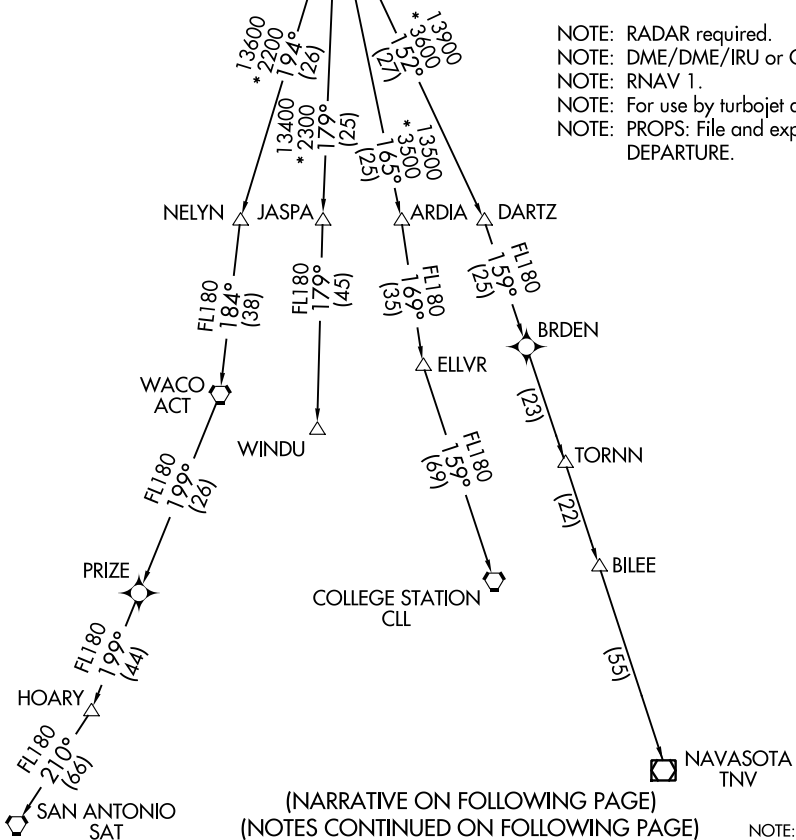 13600
* 2200
194°
(26)
13400
* 2300
179°
(25)
* 3500
13500
165°
(25)
13900
* 3600
152°
(27)
NOTE: RADAR required.
NOTE: DME/DME/IRU or
NOTE: RNAV 1.
NOTE: For use by turbojet
NOTE: PROPS: File and
DEPARTURE.
NELYN
JASPA
ARDIA
DARTZ
FL180
184°
(38)
FL180
179°
(45)
FL180
169°
(35)
FL180
159°
(25)
BRDEN
ELLVR
WACO
ACT
WINDU
(23)
TORNN
FL180
199°
(26)
FL180
159°
(69)
(22)
BILEE
PRIZE
COLLEGE STATION
CLL
FL180
199°
(44)
(55)
HOARY
FL180
210°
(66)
NAVASOTA
TNV
SAN ANTONIO
SAT
(NARRATIVE ON FOLLOWING PAGE)
(NOTES CONTINUED ON FOLLOWING PAGE)
NOTE: